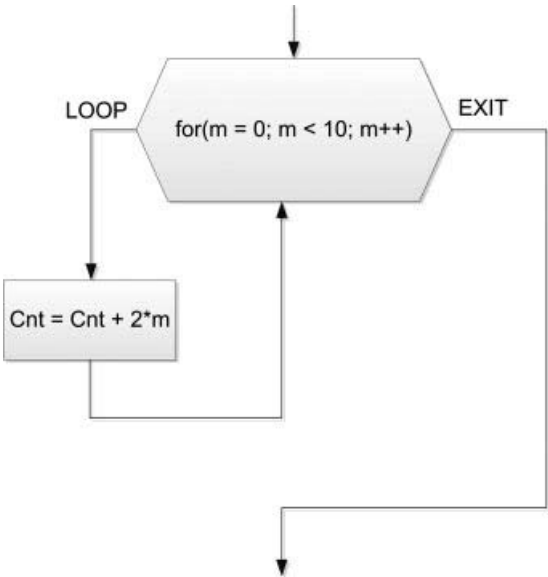 LOOP
EXIT
for(m = 0; m < 10; m++)
Cnt = Cnt + 2*m